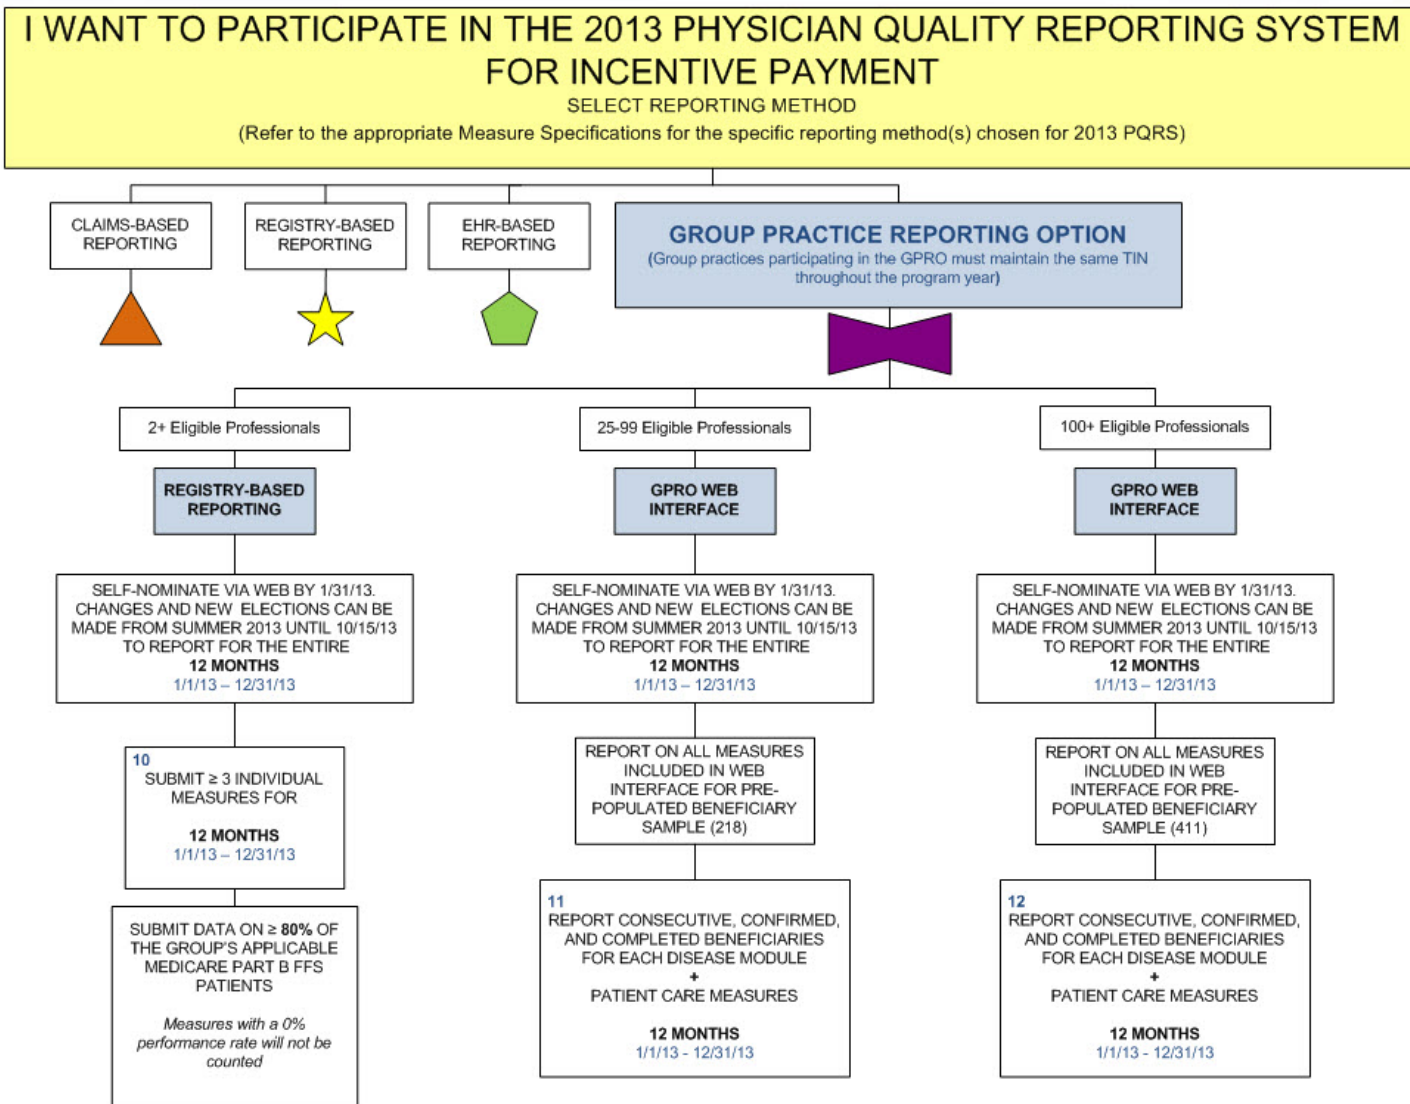 I WANT TO PARTICIPATE IN THE 2013 PHYSICIAN QUALITY REPORTING SYSTEM
FOR INCENTIVE PAYMENT
SELECT REPORTING METHOD
(Refer to the appropriate Measure Specifications for the specific reporting method(s) chosen for 2013 PQRS)
CLAIMS-BASED
REPORTING
REGISTRY-BASED
REPORTING
EHR-BASED
REPORTING
GROUP PRACTICE REPORTING OPTION
(Group practices participating in the GPRO must maintain the same TIN
throughout the program year)
2+ Eligible Professionals
REGISTRY-BASED
REPORTING
SELF-NOMINATE VIA WEB BY 1/31/13.
CHANGES AND NEW ELECTIONS CAN BE
MADE FROM SUMMER 2013 UNTIL 10/15/13
TO REPORT FOR THE ENTIRE
12 MONTHS
1/1/13 – 12/31/13
10
SUBMIT ≥ 3 INDIVIDUAL
MEASURES FOR
12 MONTHS
1/1/13 – 12/31/13
SUBMIT DATA ON ≥ 80% OF
THE GROUP'S APPLICABLE
MEDICARE PART B FFS
PATIENTS
Measures with a 0%
performance rate will not be
counted
25-99 Eligible Professionals
GPRO WEB
INTERFACE
SELF-NOMINATE VIA WEB BY 1/31/13.
CHANGES AND NEW ELECTIONS CAN BE
MADE FROM SUMMER 2013 UNTIL 10/15/13
TO REPORT FOR THE ENTIRE
12 MONTHS
1/1/13 – 12/31/13
REPORT ON ALL MEASURES
INCLUDED IN WEB
INTERFACE FOR PRE-
POPULATED BENEFICIARY
SAMPLE (218)
11
REPORT CONSECUTIVE, CONFIRMED,
AND COMPLETED BENEFICIARIES
FOR EACH DISEASE MODULE
+
PATIENT CARE MEASURES
12 MONTHS
1/1/13 - 12/31/13
100+ Eligible Professionals
GPRO WEB
INTERFACE
SELF-NOMINATE VIA WEB BY 1/31/13.
CHANGES AND NEW ELECTIONS CAN BE
MADE FROM SUMMER 2013 UNTIL 10/15/13
TO REPORT FOR THE ENTIRE
12 MONTHS
1/1/13 – 12/31/13
REPORT ON ALL MEASURES
INCLUDED IN WEB
INTERFACE FOR PRE-
POPULATED BENEFICIARY
SAMPLE (411)
12
REPORT CONSECUTIVE, CONFIRMED,
AND COMPLETED BENEFICIARIES
FOR EACH DISEASE MODULE
+
PATIENT CARE MEASURES
12 MONTHS
1/1/13 - 12/31/13